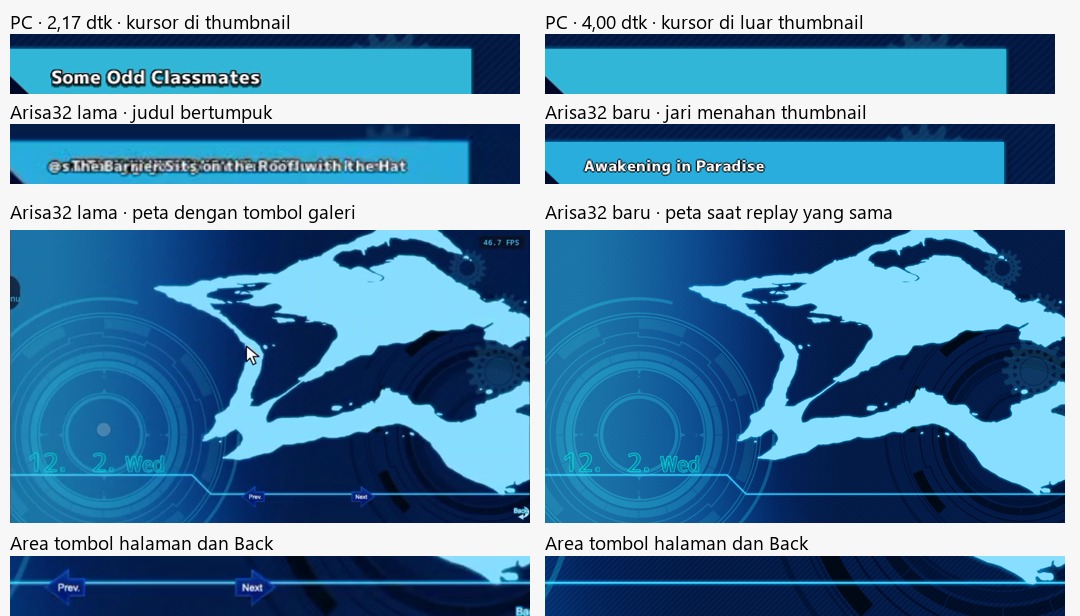 PC · 2,17 dtk · kursor di thumbnail
PC · 4,00 dtk · kursor di luar thumbnail
Some Odd Classmates
Arisa32 lama · judul bertumpuk
Arisa32 baru · jari menahan thumbnail
Awakening in Paradise
Arisa32 lama · peta dengan tombol galeri
Arisa32 baru · peta saat replay yang sama
46.7 FPS
nu
12. 2. Wed
12. 2. Wed
Prev. Next
Back
Area tombol halaman dan Back
Area tombol halaman dan Back
Prev. Next
Ba